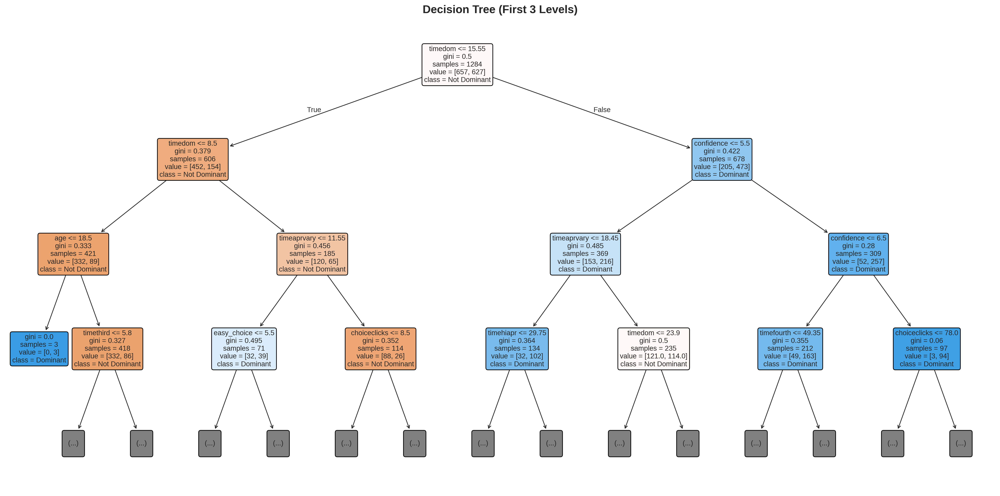 Decision Tree (First 3 Levels)
timedom <= 15.55
gini = 0.5
samples = 1284
value = [657, 627]
class = Not Dominant
True
False
timedom <= 8.5
gini = 0.379
samples = 606
value = [452, 154]
class = Not Dominant
confidence <= 5.5
gini = 0.422
samples = 678
value = [205, 473]
class = Dominant
age <= 18.5
gini = 0.333
samples = 421
value = [332, 89]
class = Not Dominant
timeaprvary <= 11.55
gini = 0.456
samples = 185
value = [120, 65]
class = Not Dominant
timeaprvary <= 18.45
gini = 0.485
samples = 369
value = [153, 216]
class = Dominant
confidence <= 6.5
gini = 0.28
samples = 309
value = [52, 257]
class = Dominant
gini = 0.0
samples = 3
value = [0, 3]
class = Dominant
timethird <= 5.8
gini = 0.327
samples = 418
value = [332, 86]
class = Not Dominant
easy_choice <= 5.5
gini = 0.495
samples = 71
value = [32, 39]
class = Dominant
choiceclicks <= 8.5
gini = 0.352
samples = 114
value = [88, 26]
class = Not Dominant
timehiapr <= 29.75
gini = 0.364
samples = 134
value = [32, 102]
class = Dominant
timedom <= 23.9
gini = 0.5
samples = 235
value = [121.0, 114.0]
class = Not Dominant
timefourth <= 49.35
gini = 0.355
samples = 212
value = [49, 163]
class = Dominant
choiceclicks <= 78.0
gini = 0.06
samples = 97
value = [3, 94]
class = Dominant
(...)
(...)
(...)
(...)
(...)
(...)
(...)
(...)
(...)
(...)
(...)
(...)
(...)
(...)